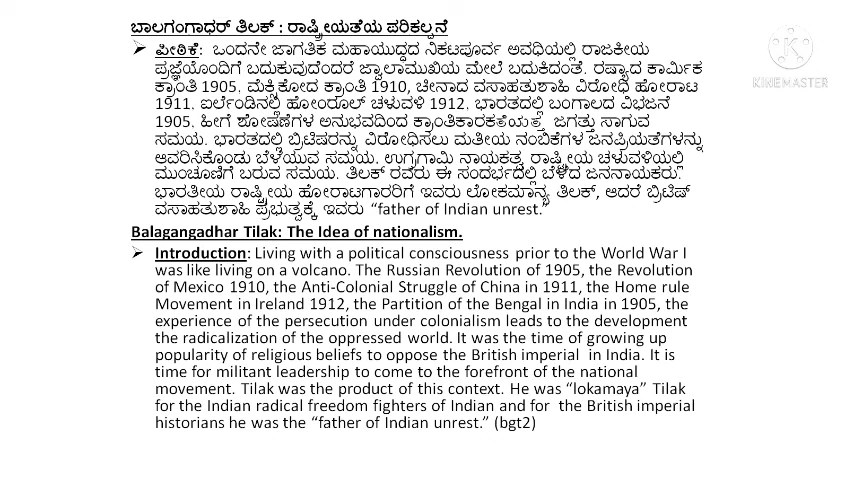 ಬಾಲಗಂಗಾಧರ್ ತಿಲಕ್ : ರಾಷ್ಟ್ರೀಯತೆಯ ಪರಿಕಲ್ಪನೆ
➢ ಪೀಠಿಕೆ: ಒಂದನೇ ಜಾಗತಿಕ ಮಹಾಯುದ್ದದ ನಿಕಟಪೂರ್ವ ಅವಧಿಯಲ್ಲಿ ರಾಜಕೀಯ
ಪ್ರಜ್ಞೆಯೊಂದಿಗೆ ಬದುಕುವುದೆಂದರೆ ಜ್ವಾಲಾಮುಖಿಯ ಮೇಲೆ ಬದುಕಿದಂತೆ. ರಷ್ಯಾದ ಕಾರ್ಮಿಕ
ಕ್ರಾಂತಿ 1905. ಮೆಕ್ಸಿಕೋದ ಕ್ರಾಂತಿ 1910, ಚೀನಾದ ವಸಾಹತುಶಾಹಿ ವಿರೋಧಿ ಹೋರಾಟ
1911. ಐರ್ಲೆಂಡಿನಲ್ಲಿ ಹೋಂರೂಲ್ ಚಳುವಳಿ 1912. ಭಾರತದಲ್ಲಿ ಬಂಗಾಲದ ವಿಭಜನೆ
1905. ಹೀಗೆ ಶೋಷಣೆಗಳ ಅನುಭವದಿಂದ ಕ್ರಾಂತಿಕಾರಕತೆಯತ್ತ ಜಗತ್ತು ಸಾಗುವ
ಸಮಯ. ಭಾರತದಲ್ಲಿ ಬ್ರಿಟಿಷರನ್ನು ವಿರೋಧಿಸಲು ಮತೀಯ ನಂಬಿಕೆಗಳ ಜನಪ್ರಿಯತೆಗಳನ್ನು
ಆವರಿಸಿಕೊಂಡು ಬೆಳೆಯುವ ಸಮಯ. ಉಗ್ರಗಾಮಿ ನಾಯಕತ್ವ ರಾಷ್ಟ್ರೀಯ ಚಳುವಳಿಯಲ್ಲಿ
ಮುಂಚೂಣಿಗೆ ಬರುವ ಸಮಯ. ತಿಲಕ್ ರವರು ಈ ಸಂದರ್ಭದಲ್ಲಿ ಬೆಳೆದ ಜನನಾಯಕರು.
ಭಾರತೀಯ ರಾಷ್ಟ್ರೀಯ ಹೋರಾಟಗಾರರಿಗೆ ಇವರು ಲೋಕಮಾನ್ಯ ತಿಲಕ್, ಆದರೆ ಬ್ರಿಟಿಷ್
ವಸಾಹತುಶಾಹಿ ಪ್ರಭುತ್ವಕ್ಕೆ ಇವರು “father of Indian unrest.”
Balagangadhar Tilak: The Idea of nationalism.
➢ Introduction: Living with a political consciousness prior to the World War I
was like living on a volcano. The Russian Revolution of 1905, the Revolution
of Mexico 1910, the Anti-Colonial Struggle of China in 1911, the Home rule
Movement in Ireland 1912, the Partition of the Bengal in India in 1905, the
experience of the persecution under colonialism leads to the development
the radicalization of the oppressed world. It was the time of growing up
popularity of religious beliefs to oppose the British imperial in India. It is
time for militant leadership to come to the forefront of the national
movement. Tilak was the product of this context. He was “lokamaya” Tilak
for the Indian radical freedom fighters of Indian and for the British imperial
historians he was the “father of Indian unrest.” (bgt2)
KINEMASTER